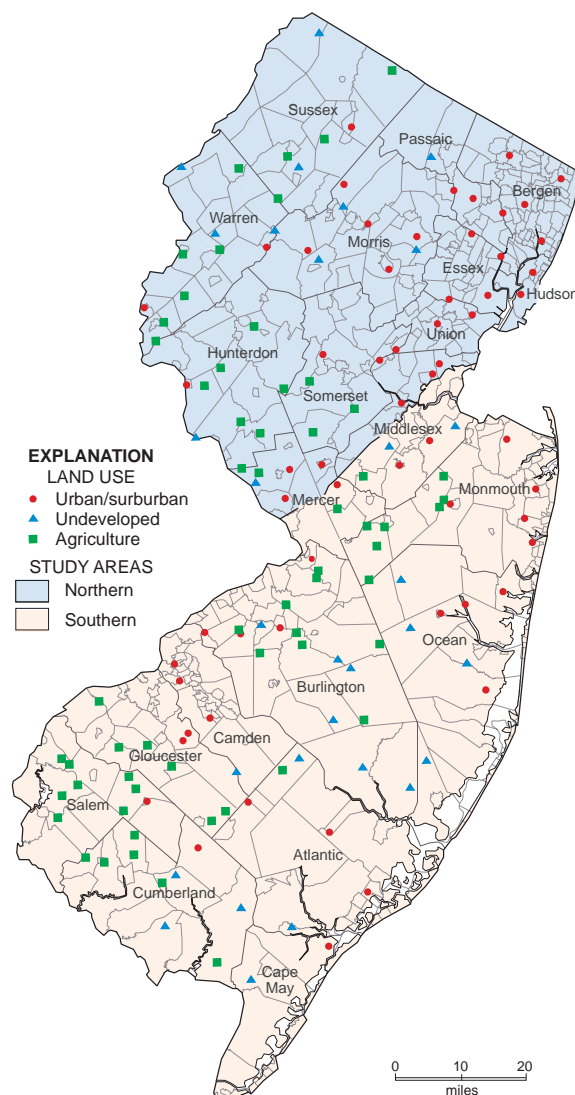 Sussex
Passaic
Bergen
Warren
Morris
Essex
Hudson
Union
Hunterdon
Somerset
Middlesex
EXPLANATION
LAND USE
Urban/surburban
Undeveloped
Agriculture
STUDY AREAS
Northern
Southern
Mercer
Monmouth
Ocean
Burlington
Camden
Gloucester
Salem
Atlantic
Cumberland
Cape
May
0 10 20
miles